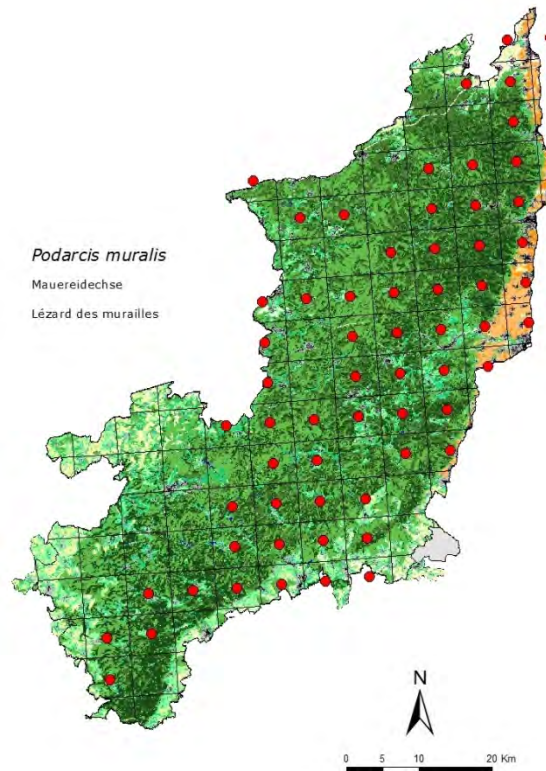 Podarcis muralis
Mauereidechse
Lézard des murailles
N
0 5 10 20 Km